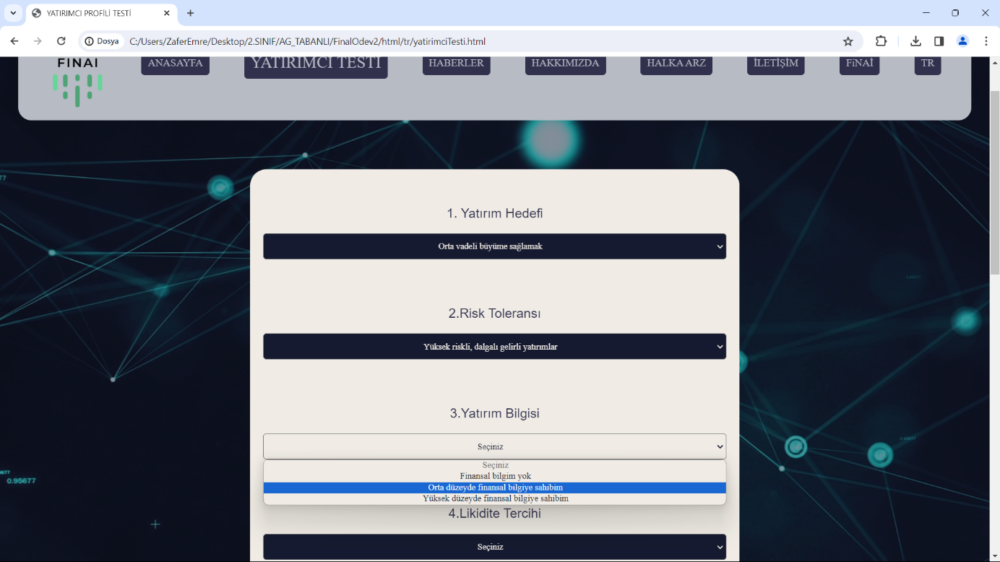 YATIRIMCI PROFİLİ TESTİ
Dosya
C:/Users/ZaferEmre/Desktop/2.SINIF/AG_TABANLI/FinalOdev2/html/tr/yatirimciTesti.html
FINAI
ANASAYFA
YATIRIMCI TESTİ
HABERLER
HAKKIMIZDA
HALKA ARZ
İLETİŞİM
FiNAİ
TR
1. Yatırım Hedefi
Orta vadeli büyüme sağlamak
2.Risk Toleransı
Yüksek riskli, dalgalı gelirli yatırımlar
3.Yatırım Bilgisi
Seçiniz
Seçiniz
Finansal bilgim yok
Orta düzeyde finansal bilgiye sahibim
Yüksek düzeyde finansal bilgiye sahibim
4.Likidite Tercihi
Seçiniz
0.95677